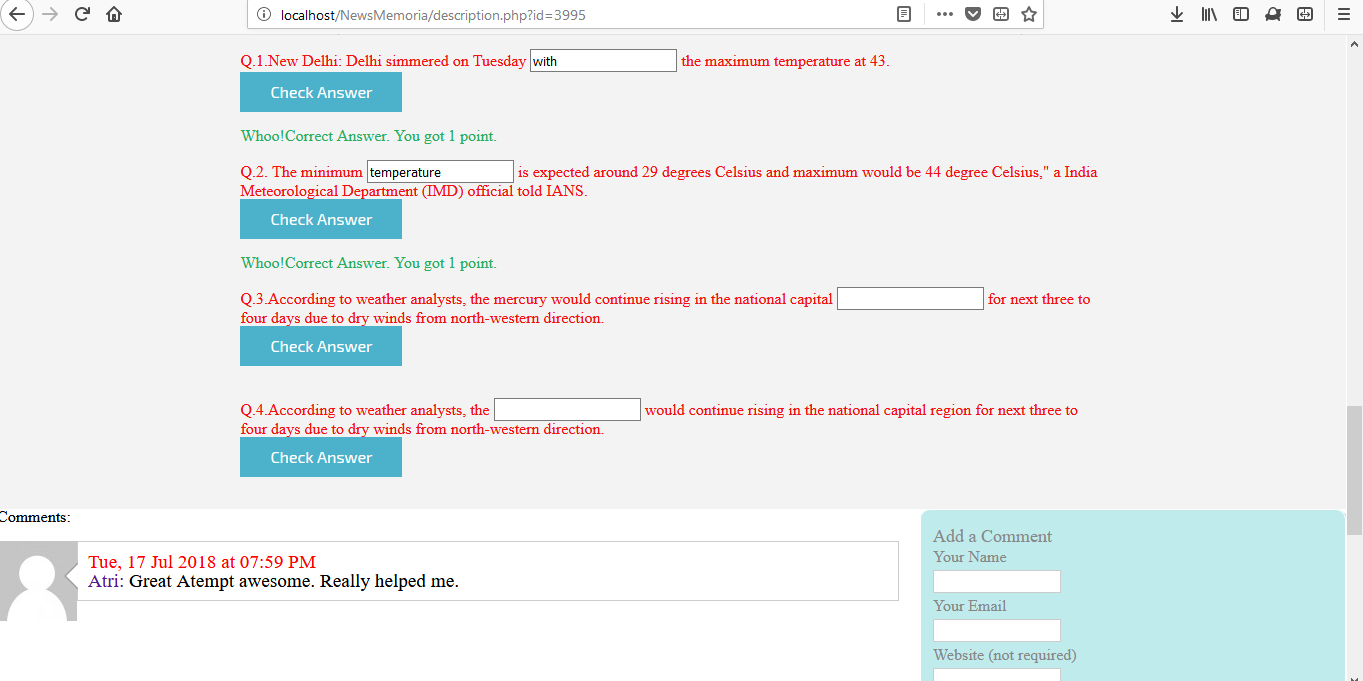 localhost/NewsMemoria/description.php?id=3995
Q.1.New Delhi: Delhi simmered on Tuesday with the maximum temperature at 43.
Check Answer
Whoo!Correct Answer. You got 1 point.
Q.2. The minimum temperature is expected around 29 degrees Celsius and maximum would be 44 degree Celsius," a India
Meteorological Department (IMD) official told IANS.
Check Answer
Whoo!Correct Answer. You got 1 point.
Q.3.According to weather analysts, the mercury would continue rising in the national capital for next three to
four days due to dry winds from north-western direction.
Check Answer
Q.4.According to weather analysts, the would continue rising in the national capital region for next three to
four days due to dry winds from north-western direction.
Check Answer
Comments:
Tue, 17 Jul 2018 at 07:59 PM
Atri: Great Atempt awesome. Really helped me.
Add a Comment
Your Name
Your Email
Website (not required)